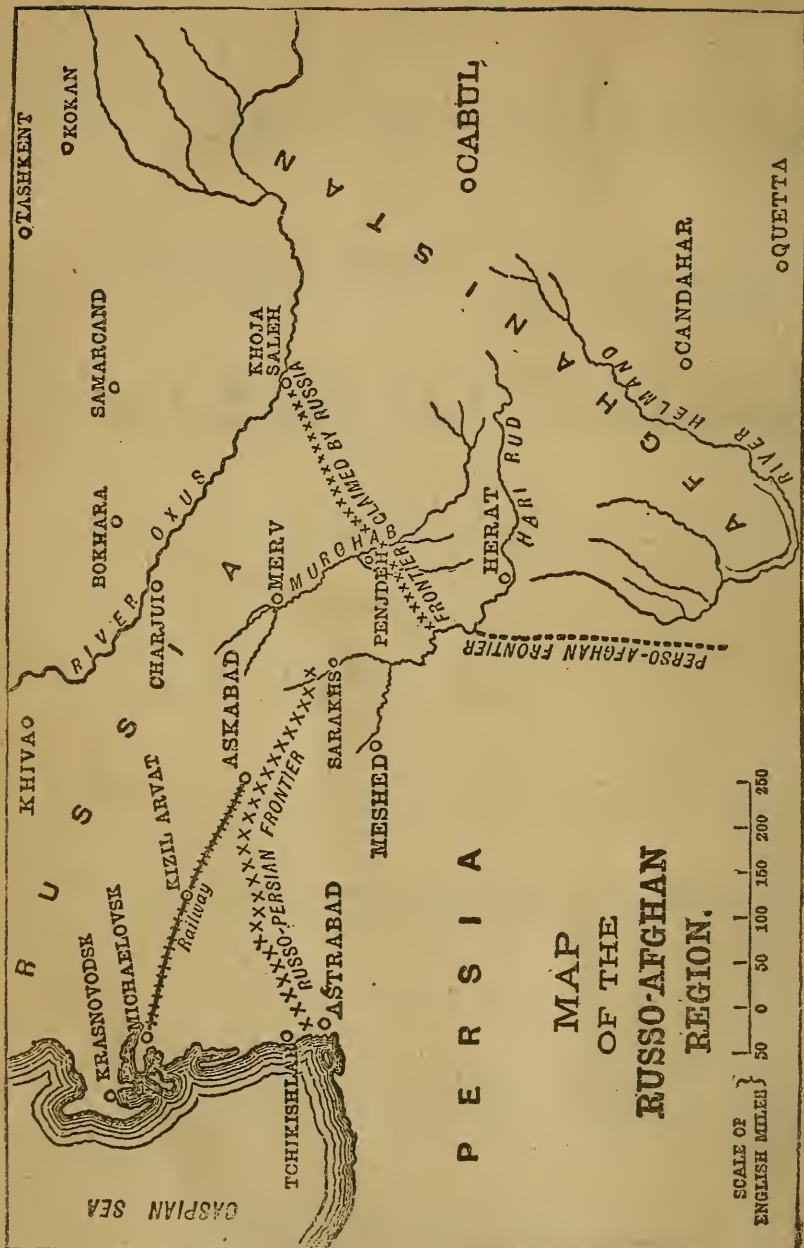 MAP
OF THE
RUSSO-AFGHAN
REGION.
SCALE OF
ENGLISH MILES
50 0 50 100 150 200 250
CASPIAN SEA
RUSSIA
PERSIA
AFGHANISTAN
KRASNOVODSK
MICHAELOVSK
KIZIL ARVAT
Railway
ASKABAD
TCHIKISHLAR
ASTRABAD
RUSSO-PERSIAN FRONTIER
KHIVA
RIVER OXUS
CHARJUI
BOKHARA
SAMARCAND
TASHKENT
KOKAN
KHOJA
SALEH
MERV
MURGHAB
PENJDEH
FRONTIER CLAIMED BY RUSSIA
SARAKHS
MESHED
HERAT
HARI RUD
PERSO-AFGHAN FRONTIER
CABUL
CANDAHAR
QUETTA
RIVER HELMAND